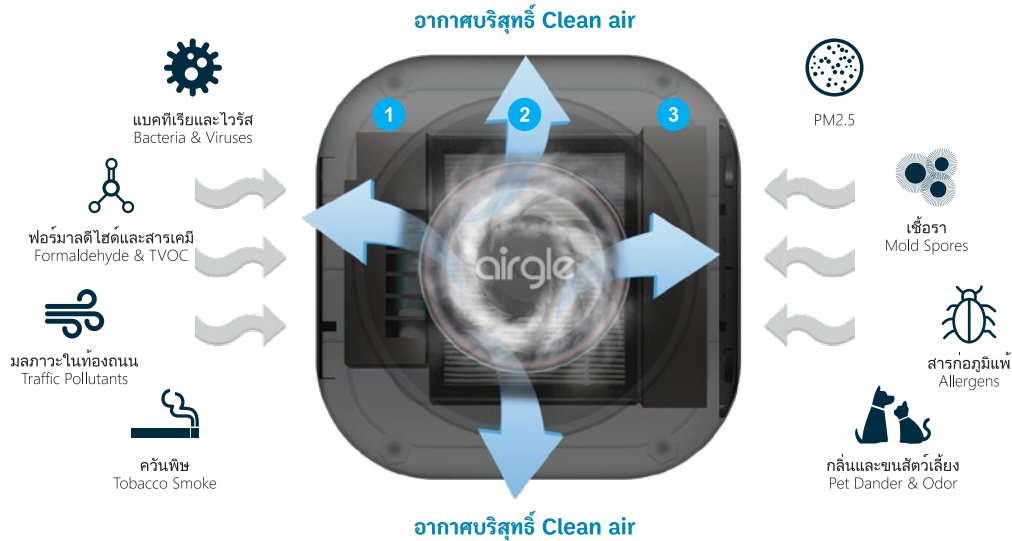 อากาศบริสุทธิ์ Clean air
แบคทีเรียและไวรัส
Bacteria & Viruses
ฟอร์มาลดีไฮด์และสารเคมี
Formaldehyde & TVOC
มลภาวะในท้องถนน
Traffic Pollutants
ควันพิษ
Tobacco Smoke
1
2
3
airgle
PM2.5
เชื้อรา
Mold Spores
สารก่อภูมิแพ้
Allergens
กลิ่นและขนสัตว์เลี้ยง
Pet Dander & Odor
อากาศบริสุทธิ์ Clean air